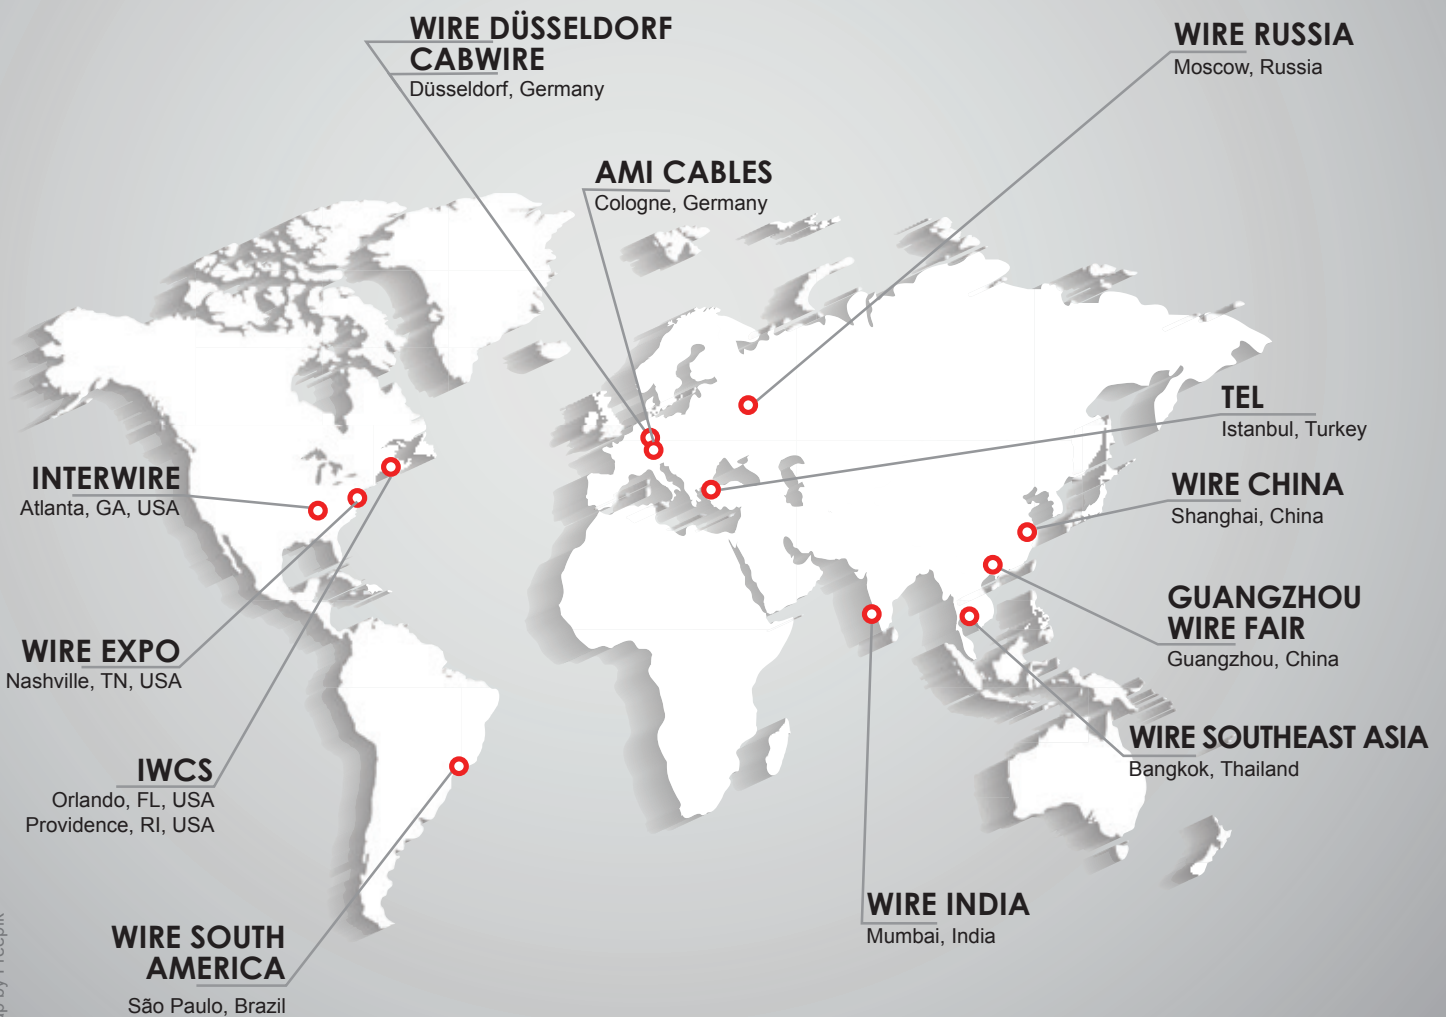 WIRE DÜSSELDORF
CABWIRE
Düsseldorf, Germany
WIRE RUSSIA
Moscow, Russia
AMI CABLES
Cologne, Germany
TEL
Istanbul, Turkey
INTERWIRE
Atlanta, GA, USA
WIRE CHINA
Shanghai, China
GUANGZHOU
WIRE FAIR
Guangzhou, China
WIRE EXPO
Nashville, TN, USA
WIRE SOUTHEAST ASIA
Bangkok, Thailand
IWCS
Orlando, FL, USA
Providence, RI, USA
WIRE INDIA
Mumbai, India
WIRE SOUTH
AMERICA
São Paulo, Brazil
by Freepik